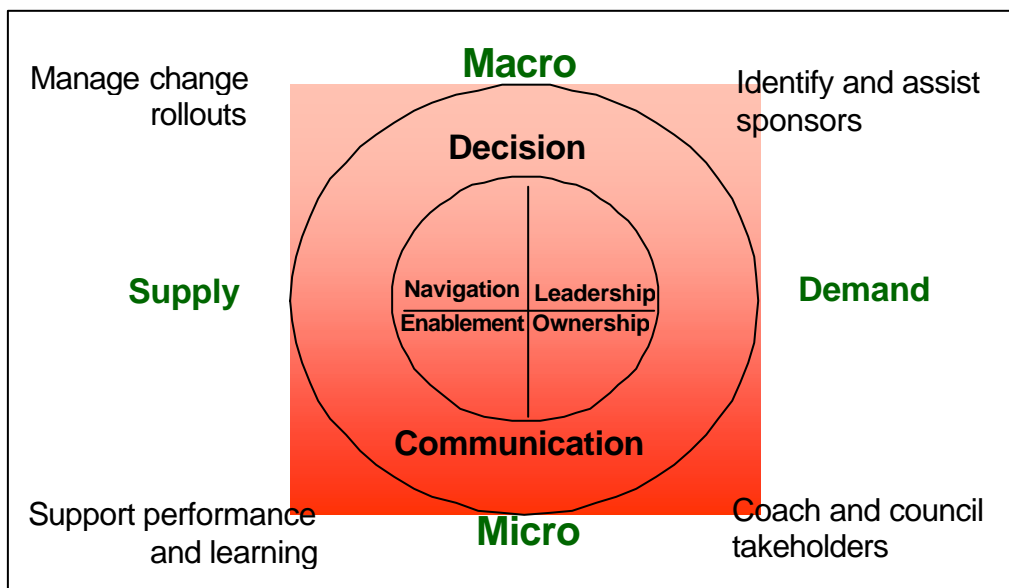 Macro
Manage change
rollouts
Identify and assist
sponsors
Decision
Supply
Demand
Navigation
Leadership
Enablement
Ownership
Communication
Support performance
and learning
Micro
Coach and council
takeholders